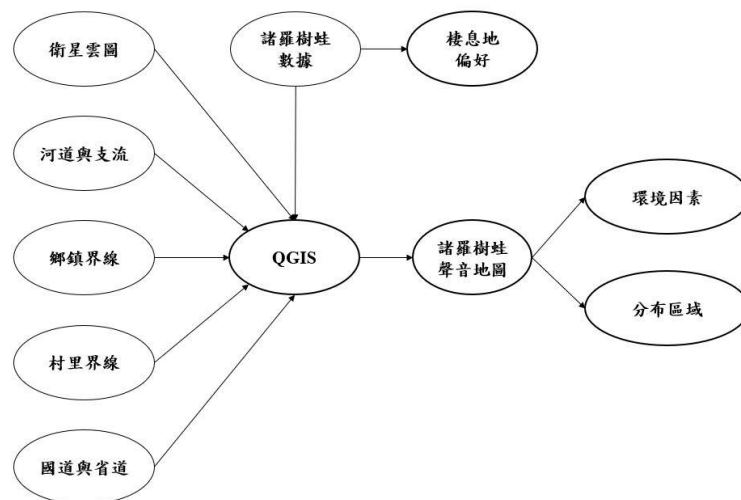 衛星雲圖
諸羅樹蛙
數據
棲息地
偏好
河道與支流
環境因素
鄉鎮界線
QGIS
諸羅樹蛙
聲音地圖
分布區域
村里界線
國道與省道